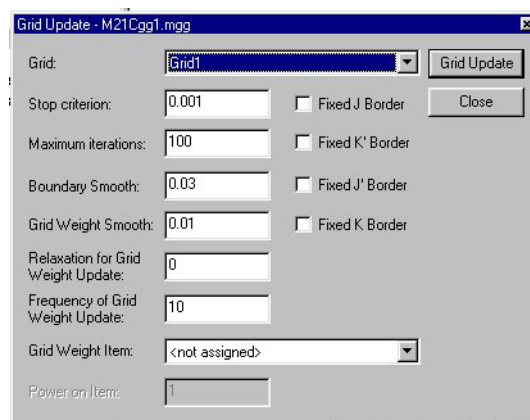 Grid Update - M21Cgg1.mgg
Grid: Grid1 Grid Update
Stop criterion: 0.001 Fixed J Border Close
Maximum iterations: 100 Fixed K' Border
Boundary Smooth: 0.03 Fixed J' Border
Grid Weight Smooth: 0.01 Fixed K Border
Relaxation for Grid
Weight Update: 0
Frequency of Grid
Weight Update: 10
Grid Weight Item: <not assigned>
Power on Item: 1